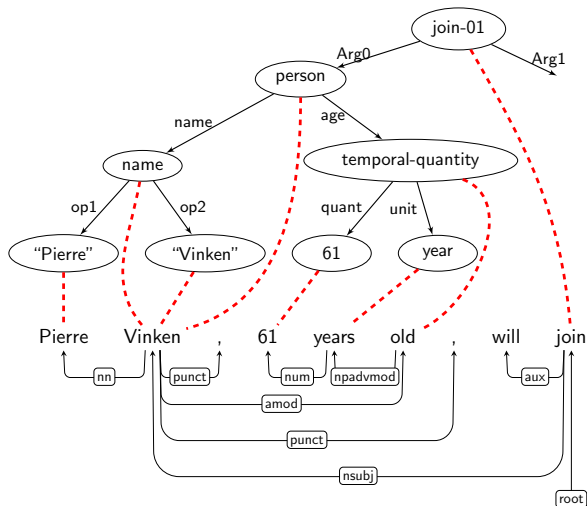 join-01
Arg0 Arg1
person
name age
name temporal-quantity
op1 op2 quant unit
“Pierre” “Vinken” 61 year
Pierre Vinken , 61 years old , will join
nn punct num npadvmod aux
amod
punct
nsubj
root